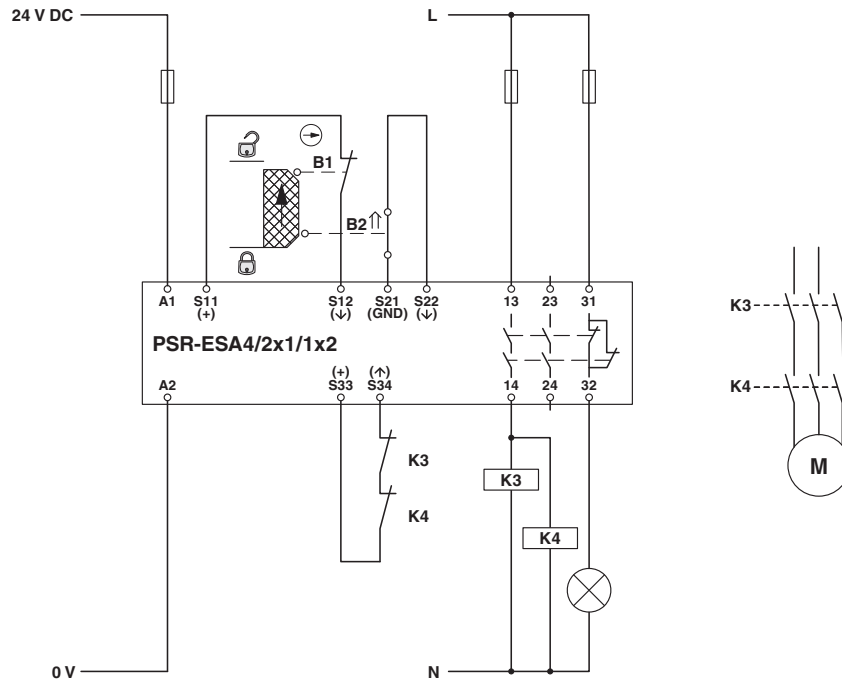 24 V DC
L
B1
B2
A1 S11 S12 S21 S22 13 23 31
(+) (↓) (GND) (↓)
PSR-ESA4/2x1/1x2
(+) (↑)
A2 S33 S34 14 24 32
K3
K4
K3
K4
0 V
N
K3
K4
M